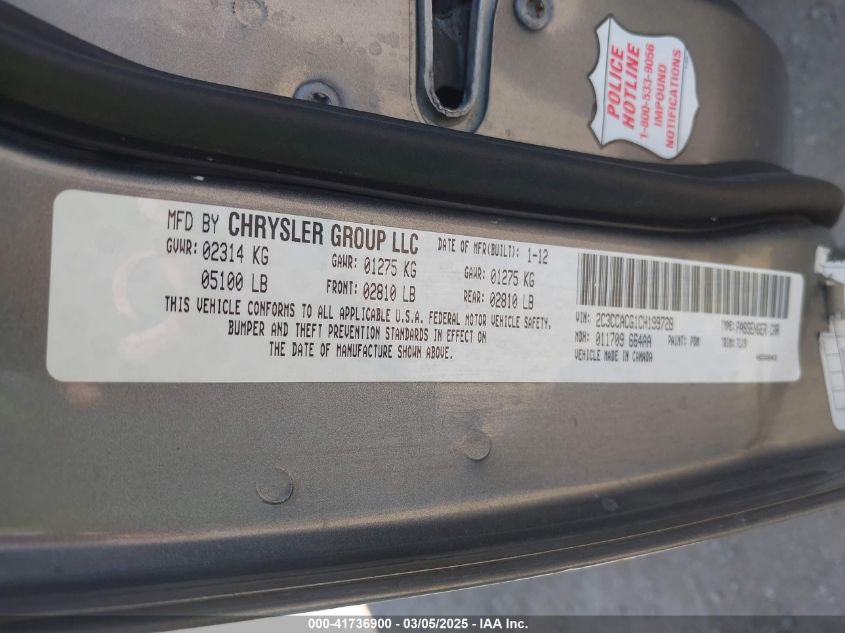 POLICE
HOTLINE
1-800-533-9056
IMPOUND
NOTIFICATIONS
MFD BY CHRYSLER GROUP LLC DATE OF MFR(BUILT): 1-12
GVWR: 02314 KG GAWR: 01275 KG GAWR: 01275 KG
05100 LB FRONT: 02810 LB REAR: 02810 LB
THIS VEHICLE CONFORMS TO ALL APPLICABLE U.S.A. FEDERAL MOTOR VEHICLE SAFETY,
BUMPER AND THEFT PREVENTION STANDARDS IN EFFECT ON
THE DATE OF MANUFACTURE SHOWN ABOVE.
VIN: 2C3CCACG1CH199728 TYPE: PASSENGER CAR
MDH: 011709 664AA PAINT: PDM TRIM:
VEHICLE MADE IN CANADA
000-41736900 - 03/05/2025 - IAA Inc.